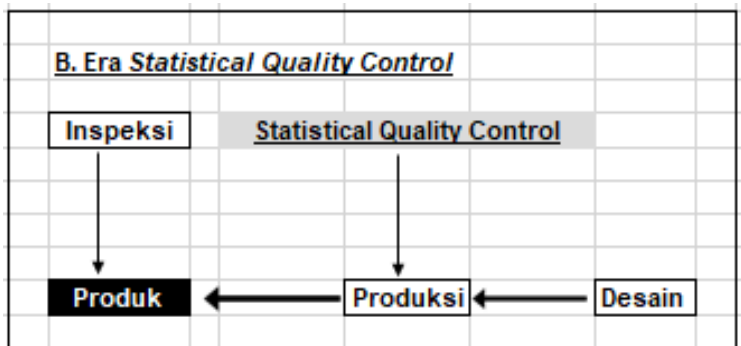 B. Era Statistical Quality Control
Inspeksi Statistical Quality Control
Produk Produksi Desain